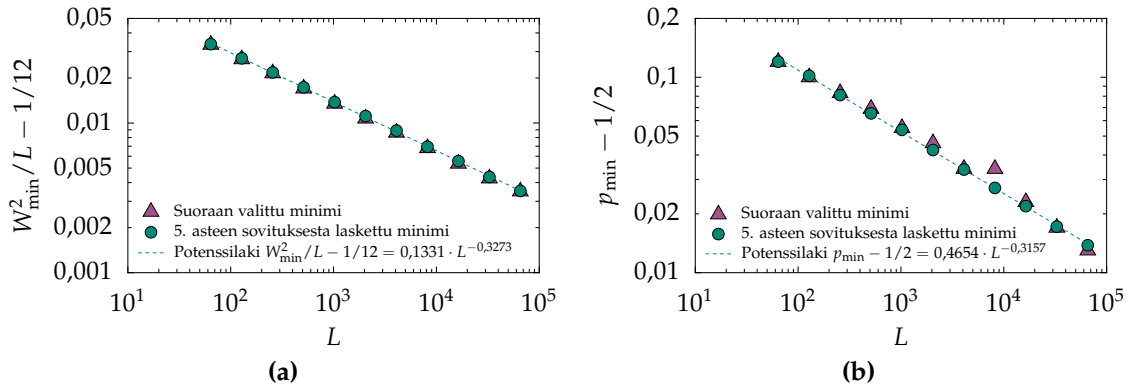 0,05
0,02
0,01
0,005
0,002
0,001
W²min/L − 1/12
Suoraan valittu minimi
5. asteen sovituksesta laskettu minimi
Potenssilaki W²min/L − 1/12 = 0,1331 · L^−0,3273
10¹ 10² 10³ 10⁴ 10⁵
L
(a)
0,2
0,1
0,05
0,02
0,01
pmin − 1/2
Suoraan valittu minimi
5. asteen sovituksesta laskettu minimi
Potenssilaki pmin − 1/2 = 0,4654 · L^−0,3157
10¹ 10² 10³ 10⁴ 10⁵
L
(b)